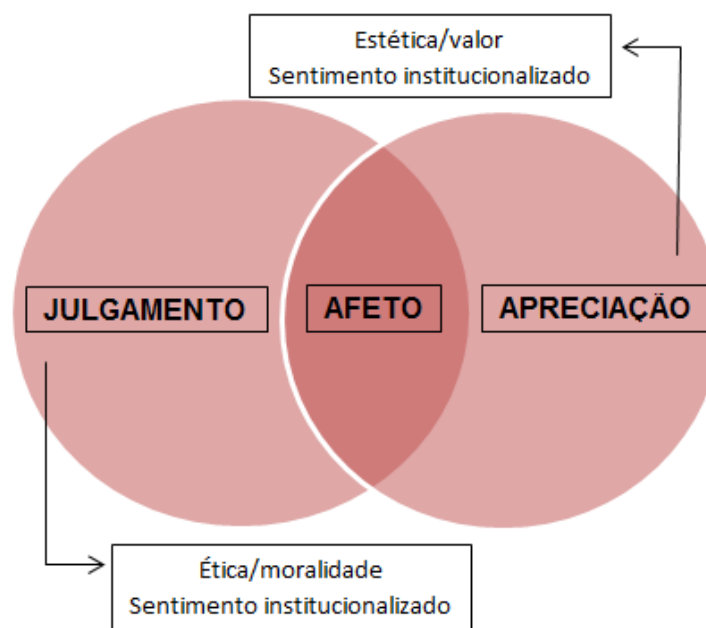 Estética/valor
Sentimento institucionalizado
JULGAMENTO
AFETO
APRECIAÇÃO
Ética/moralidade
Sentimento institucionalizado